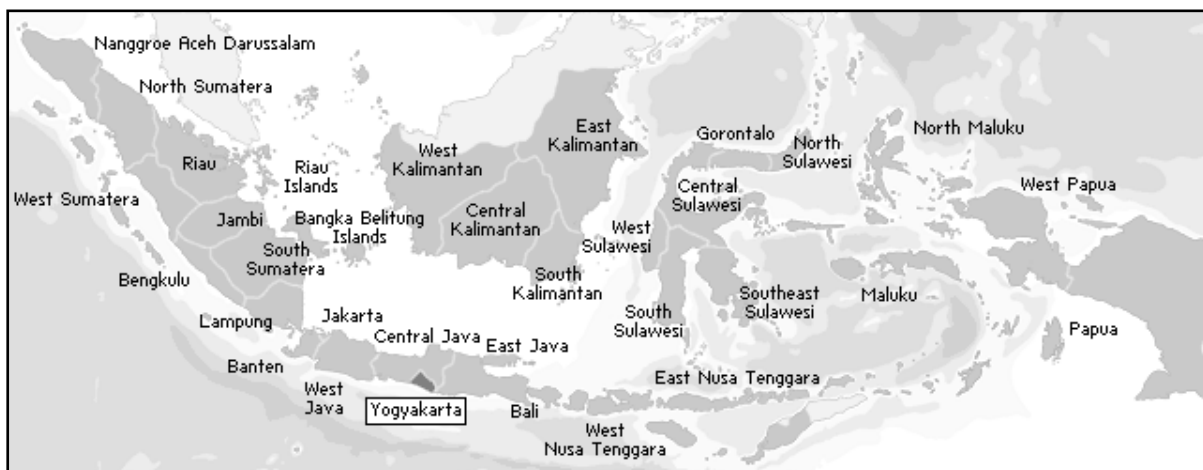 Nanggroe Aceh Darussalam
North Sumatera
Riau
Riau
Islands
West Sumatera
Jambi
Bangka Belitung
Islands
South
Sumatera
Bengkulu
Lampung
Jakarta
Banten
West
Java
Central Java
Yogyakarta
East Java
Bali
West
Nusa Tenggara
East Nusa Tenggara
West
Kalimantan
Central
Kalimantan
East
Kalimantan
South
Kalimantan
Gorontalo
North
Sulawesi
Central
Sulawesi
West
Sulawesi
South
Sulawesi
Southeast
Sulawesi
North Maluku
Maluku
West Papua
Papua